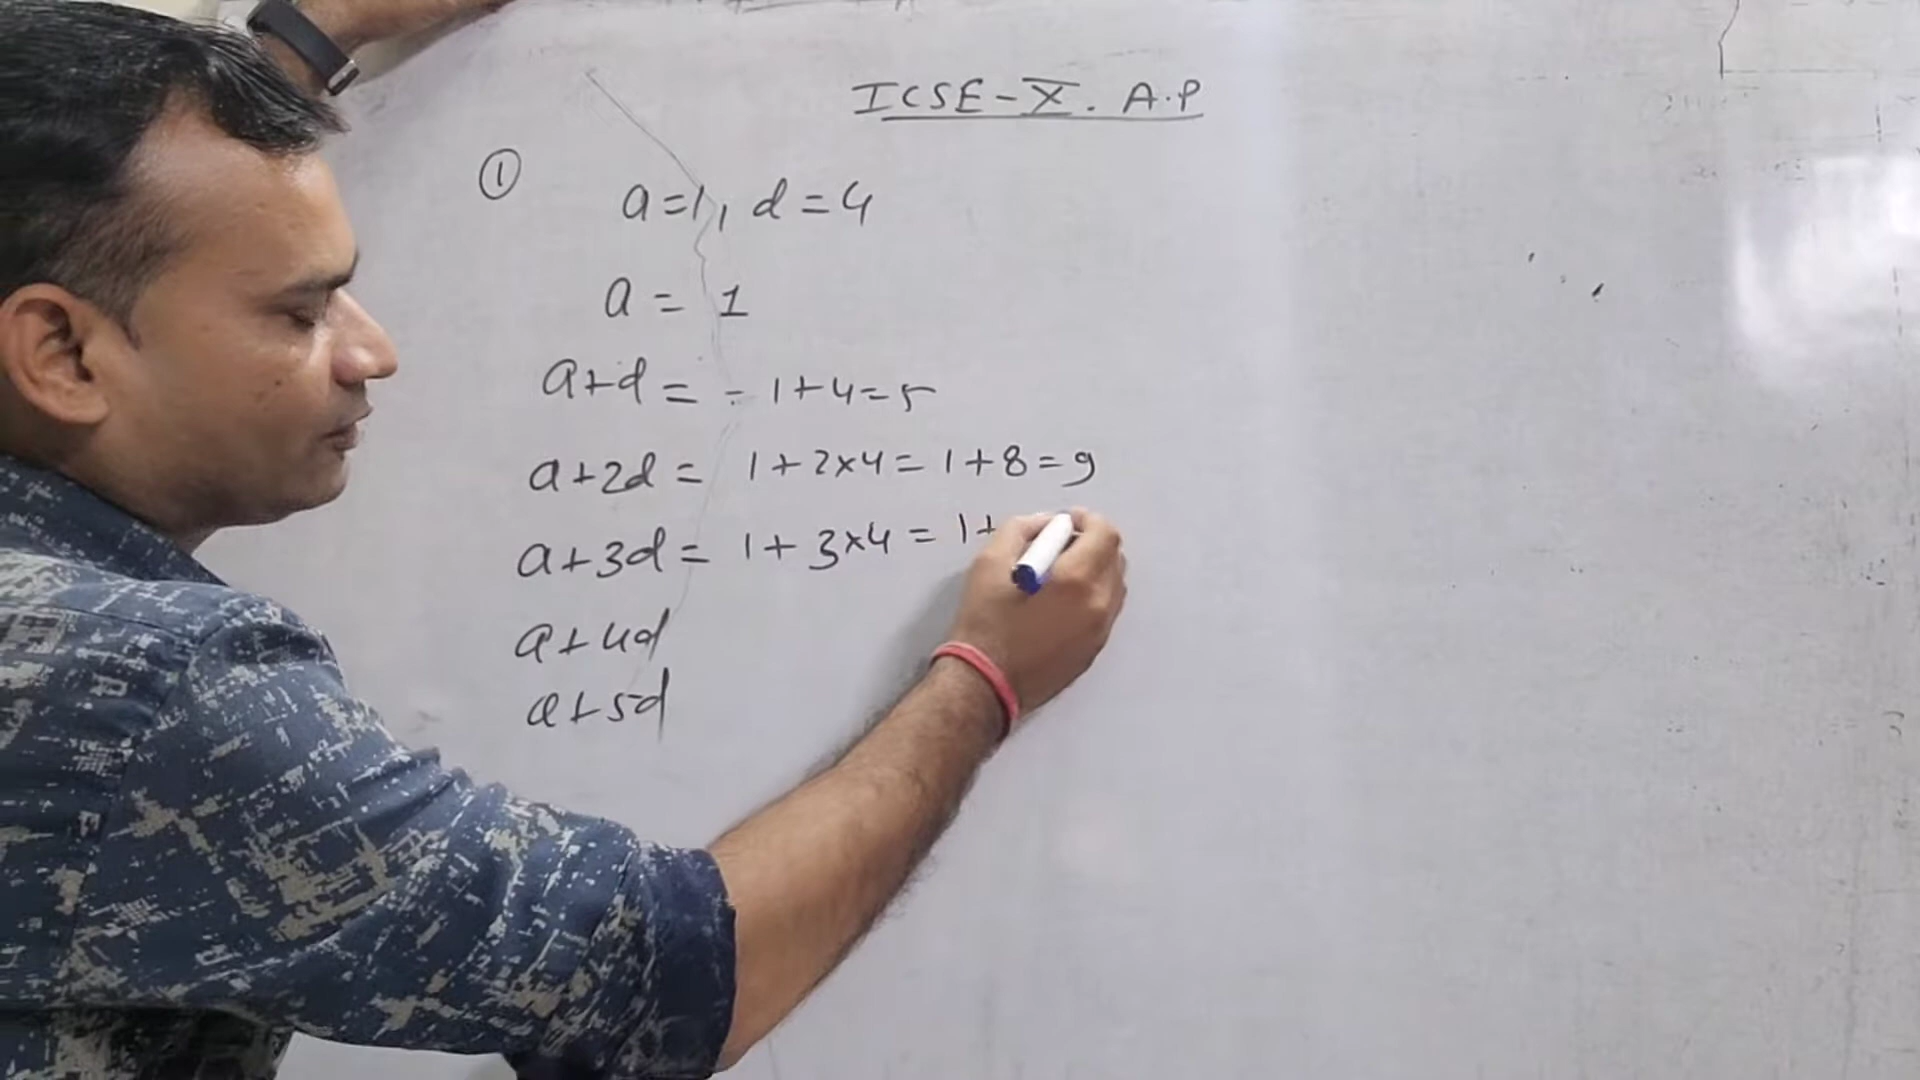 ICSE-X. A.P
① a=1, d=4
a = 1
a+d = - 1+4=5
a+2d = 1+2×4=1+8=9
a+3d = 1+3×4=1+
a+4d
a+5d